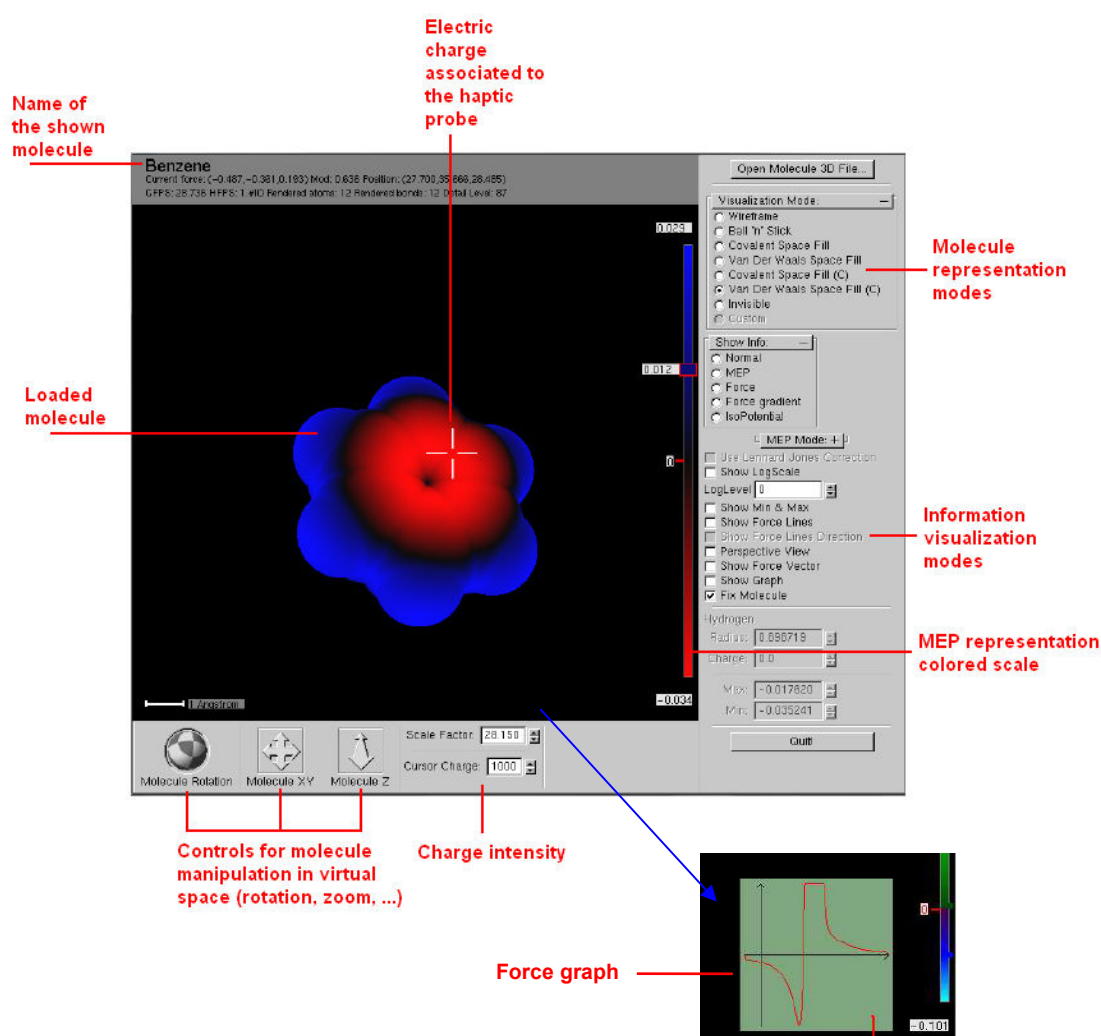 Electric
charge
associated to
the haptic
probe
Name of
the shown
molecule
Benzene
Current force: (-0.487,-0.381,0.193) Mod: 0.636 Position: (27.700,35.666,28.485)
GFPS: 28.736 HFPS: 1.#IO Rendered atoms: 12 Rendered bonds: 12 Detail Level: 87
0.029
0.012
0
-0.034
1 Angstrom
Loaded
molecule
Open Molecule 3D File...
Visualization Mode:
Wireframe
Ball 'n' Stick
Covalent Space Fill
Van Der Waals Space Fill
Covalent Space Fill (C)
Van Der Waals Space Fill (C)
Invisible
Custom
Molecule
representation
modes
Show Info:
Normal
MEP
Force
Force gradient
IsoPotential
MEP Mode: +
Use Lennard Jones Correction
Show LogScale
LogLevel 0
Show Min & Max
Show Force Lines
Show Force Lines Direction
Perspective View
Show Force Vector
Show Graph
Fix Molecule
Information
visualization
modes
Hydrogen
Radius: 0.698719
Charge: 0.0
Max: -0.017820
Min: -0.035241
Quit!
MEP representation
colored scale
Molecule Rotation
Molecule XY
Molecule Z
Scale Factor: 28.150
Cursor Charge: 1000
Controls for molecule
manipulation in virtual
space (rotation, zoom, ...)
Charge intensity
Force graph
0
-0.101